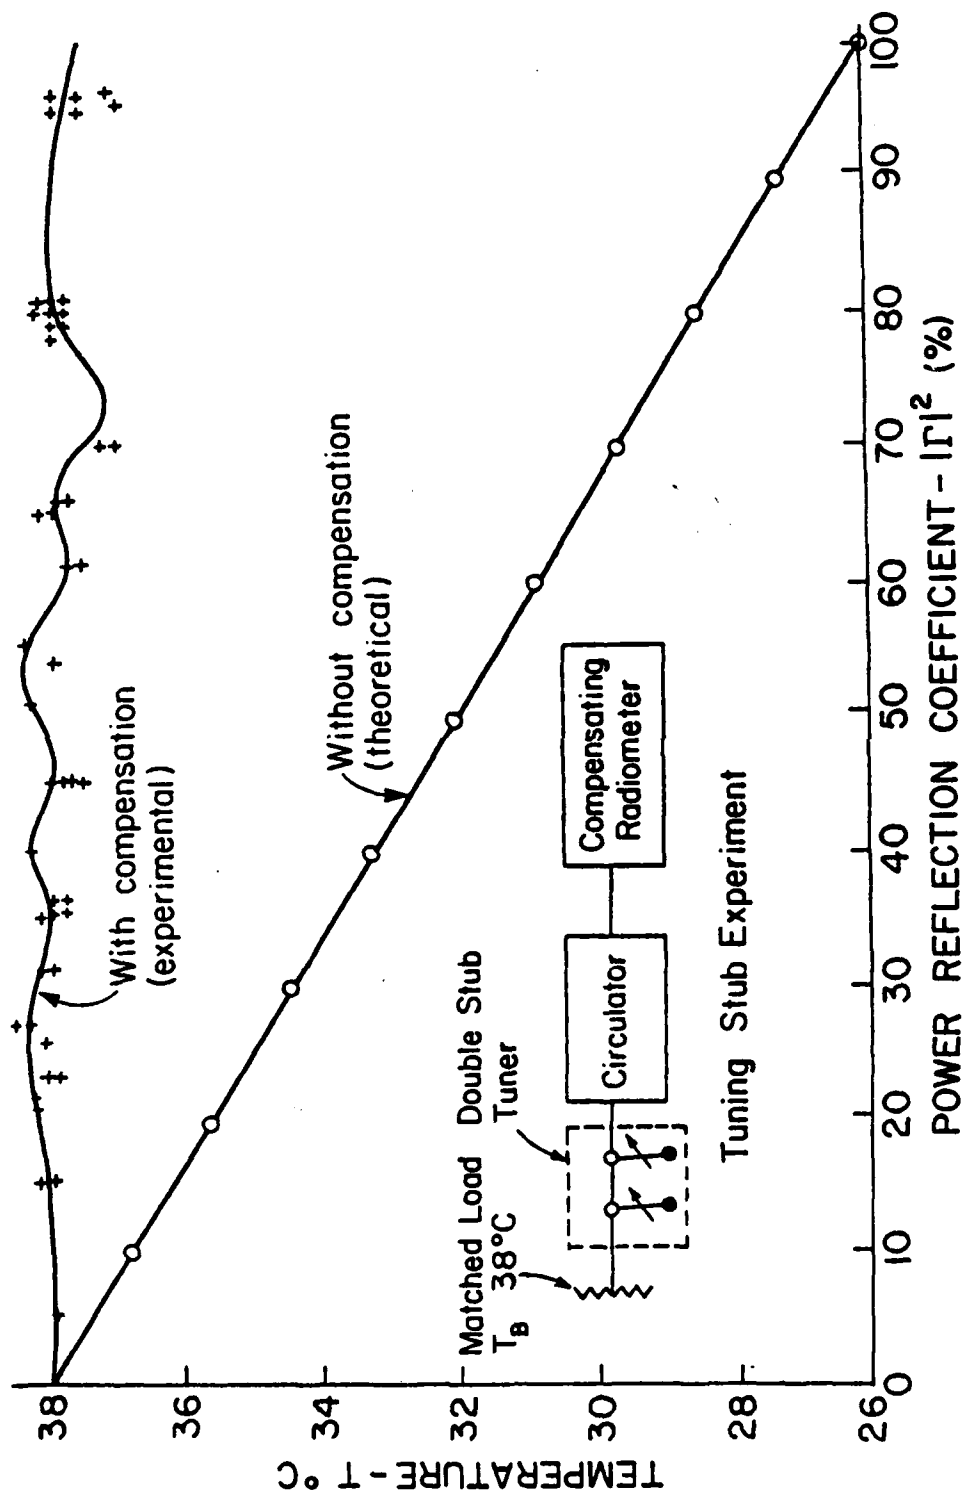 TEMPERATURE - T °C
38
36
34
32
30
28
26
With compensation
(experimental)
Without compensation
(theoretical)
Matched Load
T_B 38°C
Double Stub
Tuner
Circulator
Compensating
Radiometer
Tuning Stub Experiment
0
10
20
30
40
50
60
70
80
90
100
POWER REFLECTION COEFFICIENT - |Γ|² (%)